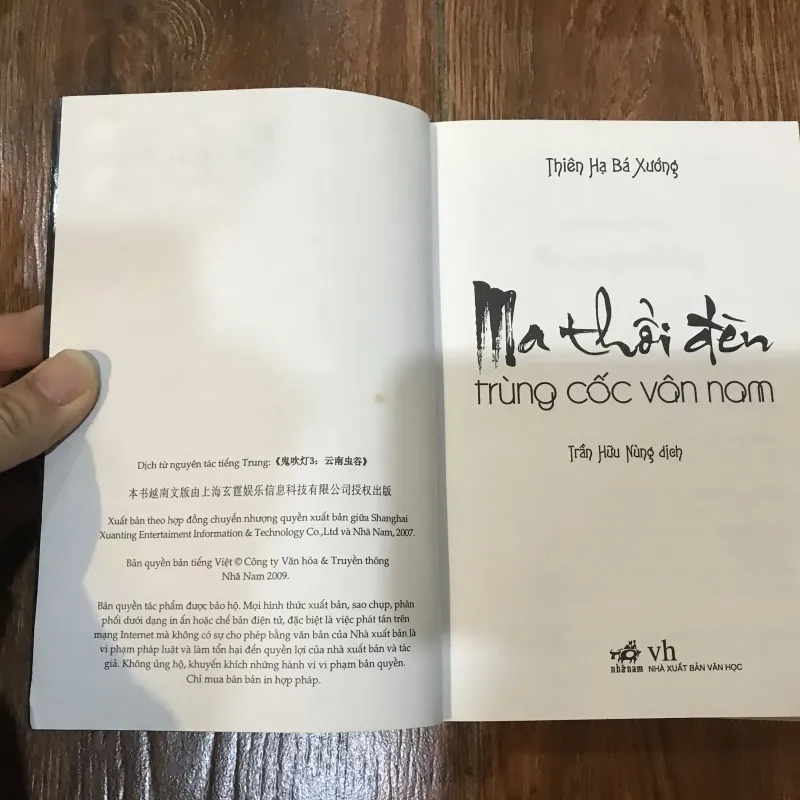 Dịch từ nguyên tác tiếng Trung: 《鬼吹灯3：云南虫谷》
本书越南文版由上海玄霆娱乐信息科技有限公司授权出版
Xuất bản theo hợp đồng chuyển nhượng quyền xuất bản giữa Shanghai
Xuanting Entertaiment Information & Technology Co.,Ltd và Nhã Nam, 2007.
Bản quyền bản tiếng Việt © Công ty Văn hóa & Truyền thông
Nhã Nam 2009.
Bản quyền tác phẩm được bảo hộ. Mọi hình thức xuất bản, sao chụp, phân
phối dưới dạng in ấn hoặc chế bản điện tử, đặc biệt là việc phát tán trên
mạng Internet mà không có sự cho phép bằng văn bản của Nhà xuất bản là
vi phạm pháp luật và làm tổn hại đến quyền lợi của nhà xuất bản và tác
giả. Không ủng hộ, khuyến khích những hành vi vi phạm bản quyền.
Chỉ mua bán bản in hợp pháp.
Thiên Hạ Bá Xướng
Ma thổi đèn
trùng cốc vân nam
Trần Hữu Nùng dịch
nhã nam
vh
NHÀ XUẤT BẢN VĂN HỌC